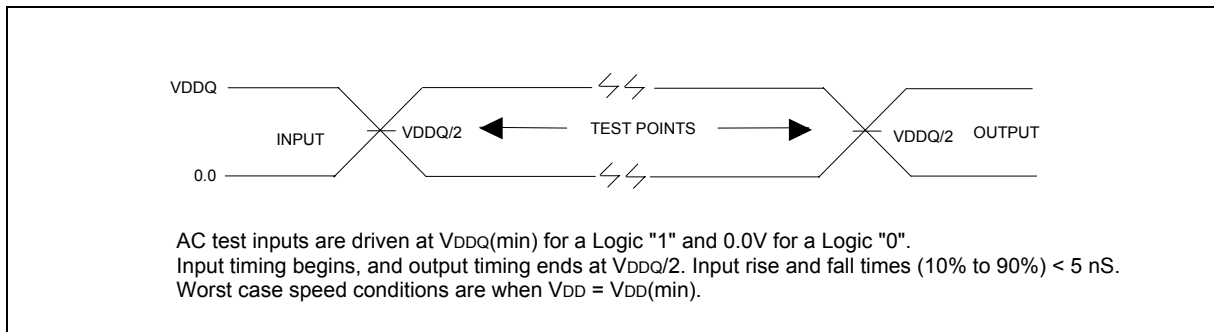 VDDQ
INPUT
VDDQ/2
TEST POINTS
VDDQ/2
OUTPUT
0.0
AC test inputs are driven at VDDQ(min) for a Logic "1" and 0.0V for a Logic "0".
Input timing begins, and output timing ends at VDDQ/2. Input rise and fall times (10% to 90%) < 5 nS.
Worst case speed conditions are when VDD = VDD(min).